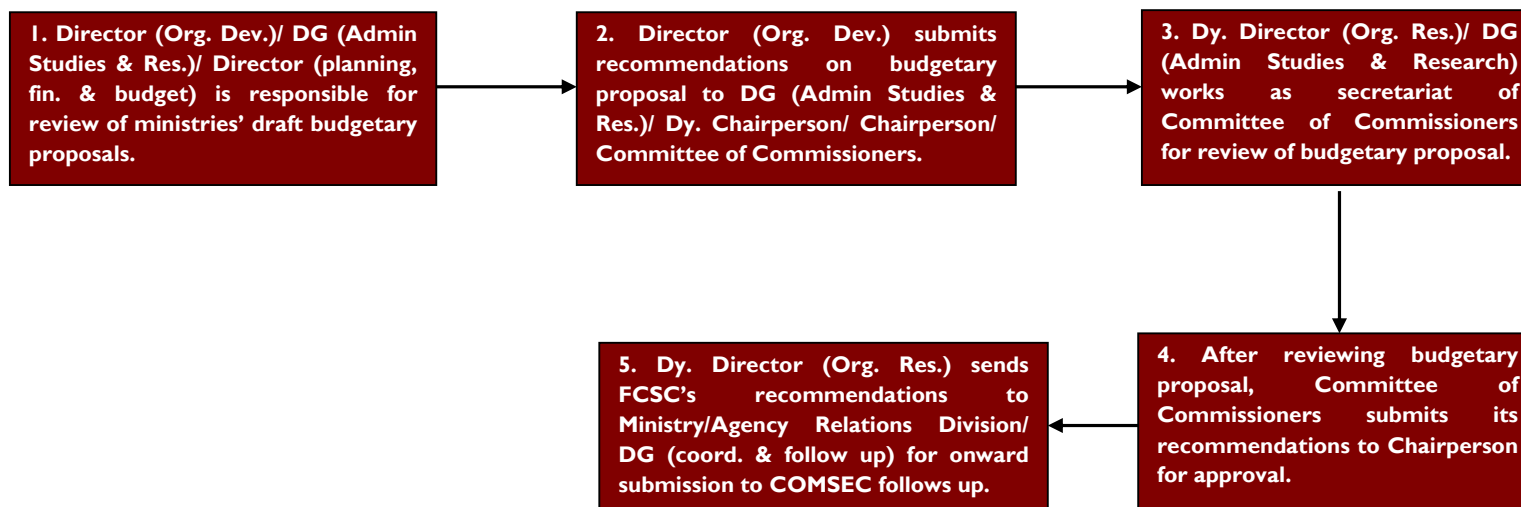 1. Director (Org. Dev.)/ DG (Admin
Studies & Res.)/ Director (planning,
fin. & budget) is responsible for
review of ministries’ draft budgetary
proposals.
2. Director (Org. Dev.) submits
recommendations on budgetary
proposal to DG (Admin Studies &
Res.)/ Dy. Chairperson/ Chairperson/
Committee of Commissioners.
3. Dy. Director (Org. Res.)/ DG
(Admin Studies & Research)
works as secretariat of
Committee of Commissioners
for review of budgetary proposal.
4. After reviewing budgetary
proposal, Committee of
Commissioners submits its
recommendations to Chairperson
for approval.
5. Dy. Director (Org. Res.) sends
FCSC’s recommendations to
Ministry/Agency Relations Division/
DG (coord. & follow up) for onward
submission to COMSEC follows up.